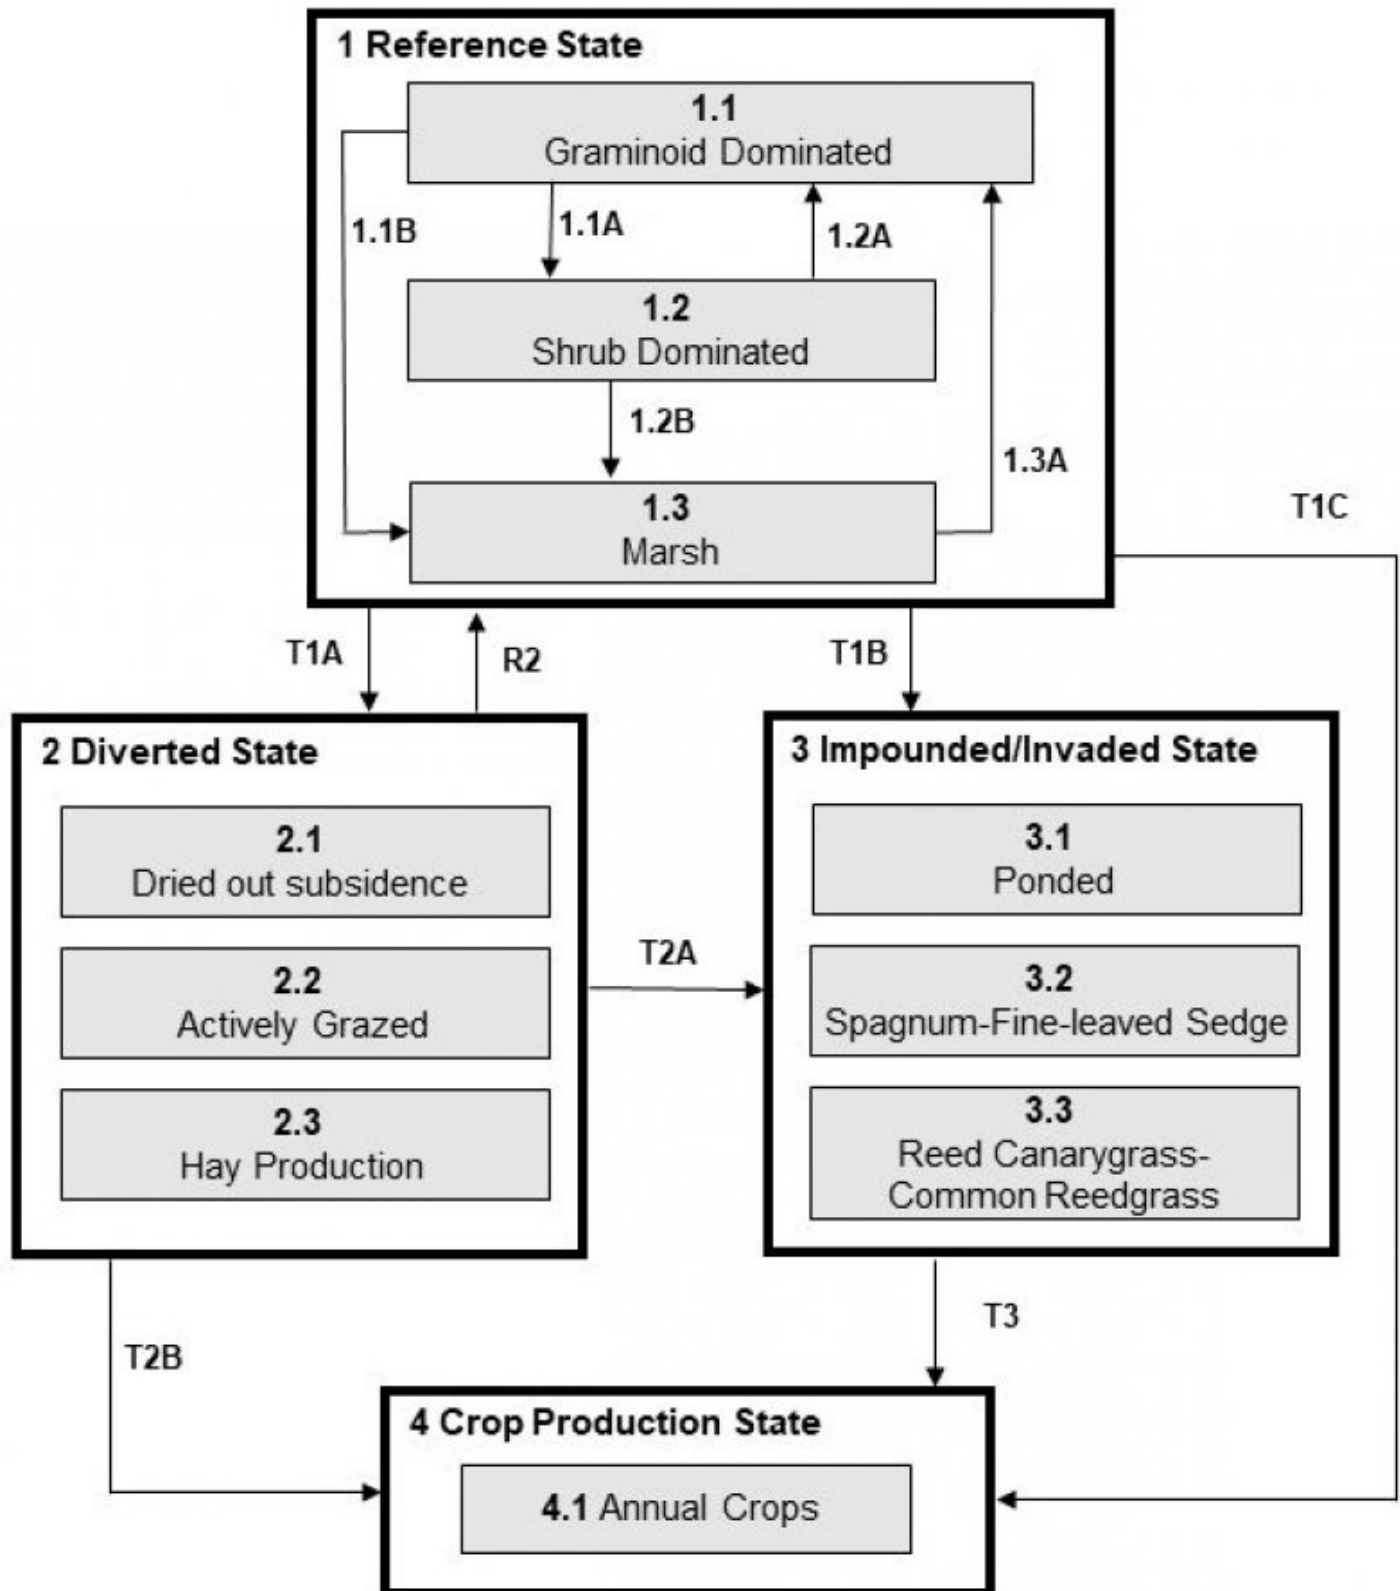 1 Reference State
1.1
Graminoid Dominated
1.1B
1.1A
1.2A
1.2
Shrub Dominated
1.2B
1.3A
1.3
Marsh
T1C
T1A
R2
T1B
2 Diverted State
3 Impounded/Invaded State
2.1
Dried out subsidence
3.1
Ponded
T2A
2.2
Actively Grazed
3.2
Spagnum-Fine-leaved Sedge
2.3
Hay Production
3.3
Reed Canarygrass-
Common Reedgrass
T2B
T3
4 Crop Production State
4.1 Annual Crops